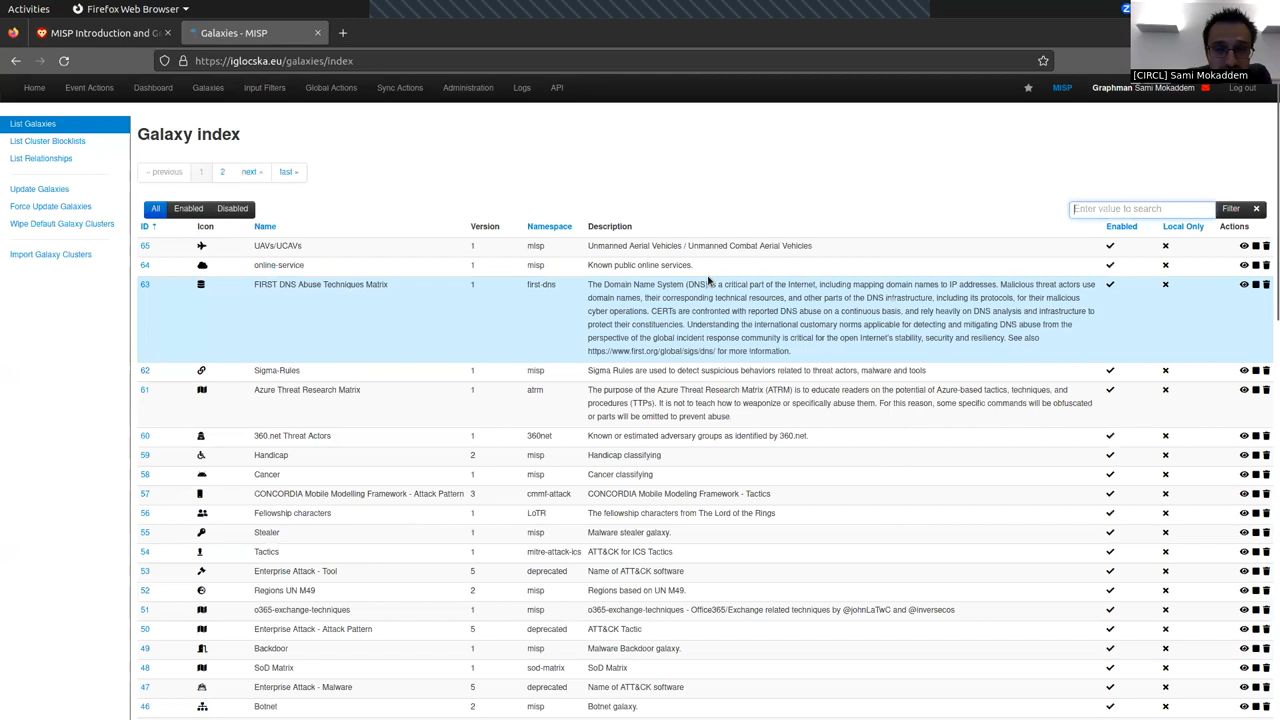 Activities
Firefox Web Browser
MISP Introduction and G
Galaxies - MISP
https://iglocska.eu/galaxies/index
[CIRCL] Sami Mokaddem
Home Event Actions Dashboard Galaxies Input Filters Global Actions Sync Actions Administration Logs API
MISP Graphman Sami Mokaddem Log out
List Galaxies
List Cluster Blocklists
List Relationships
Update Galaxies
Force Update Galaxies
Wipe Default Galaxy Clusters
Import Galaxy Clusters
Galaxy index
« previous 1 2 next » last »
All Enabled Disabled
Enter value to search Filter
ID ↑ Icon Name Version Namespace Description Enabled Local Only Actions
65 UAVs/UCAVs 1 misp Unmanned Aerial Vehicles / Unmanned Combat Aerial Vehicles
64 online-service 1 misp Known public online services.
63 FIRST DNS Abuse Techniques Matrix 1 first-dns The Domain Name System (DNS) is a critical part of the Internet, including mapping domain names to IP addresses. Malicious threat actors use
domain names, their corresponding technical resources, and other parts of the DNS infrastructure, including its protocols, for their malicious
cyber operations. CERTs are confronted with reported DNS abuse on a continuous basis, and rely heavily on DNS analysis and infrastructure to
protect their constituencies. Understanding the international customary norms applicable for detecting and mitigating DNS abuse from the
perspective of the global incident response community is critical for the open Internet's stability, security and resiliency. See also
https://www.first.org/global/sigs/dns/ for more information.
62 Sigma-Rules 1 misp Sigma Rules are used to detect suspicious behaviors related to threat actors, malware and tools
61 Azure Threat Research Matrix 1 atrm The purpose of the Azure Threat Research Matrix (ATRM) is to educate readers on the potential of Azure-based tactics, techniques, and
procedures (TTPs). It is not to teach how to weaponize or specifically abuse them. For this reason, some specific commands will be obfuscated
or parts will be omitted to prevent abuse.
60 360.net Threat Actors 1 360net Known or estimated adversary groups as identified by 360.net.
59 Handicap 2 misp Handicap classifying
58 Cancer 1 misp Cancer classifying
57 CONCORDIA Mobile Modelling Framework - Attack Pattern 3 cmmf-attack CONCORDIA Mobile Modeling Framework - Tactics
56 Fellowship characters 1 LoTR The fellowship characters from The Lord of the Rings
55 Stealer 1 misp Malware stealer galaxy.
54 Tactics 1 mitre-attack-ics ATT&CK for ICS Tactics
53 Enterprise Attack - Tool 5 deprecated Name of ATT&CK software
52 Regions UN M49 2 misp Regions based on UN M49.
51 o365-exchange-techniques 1 misp o365-exchange-techniques - Office365/Exchange related techniques by @johnLaTwC and @inversecos
50 Enterprise Attack - Attack Pattern 5 deprecated ATT&CK Tactic
49 Backdoor 1 misp Malware Backdoor galaxy.
48 SoD Matrix 1 sod-matrix SoD Matrix
47 Enterprise Attack - Malware 5 deprecated Name of ATT&CK software
46 Botnet 2 misp Botnet galaxy.